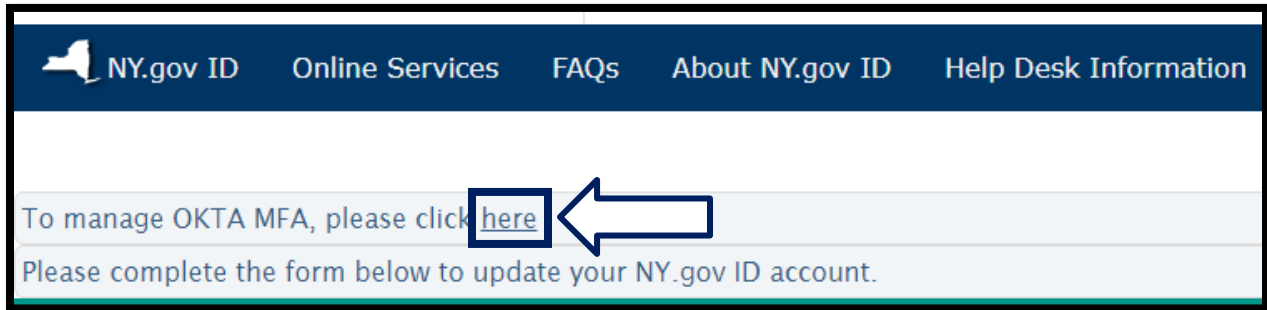 NY.gov ID Online Services FAQs About NY.gov ID Help Desk Information
To manage OKTA MFA, please click here
Please complete the form below to update your NY.gov ID account.